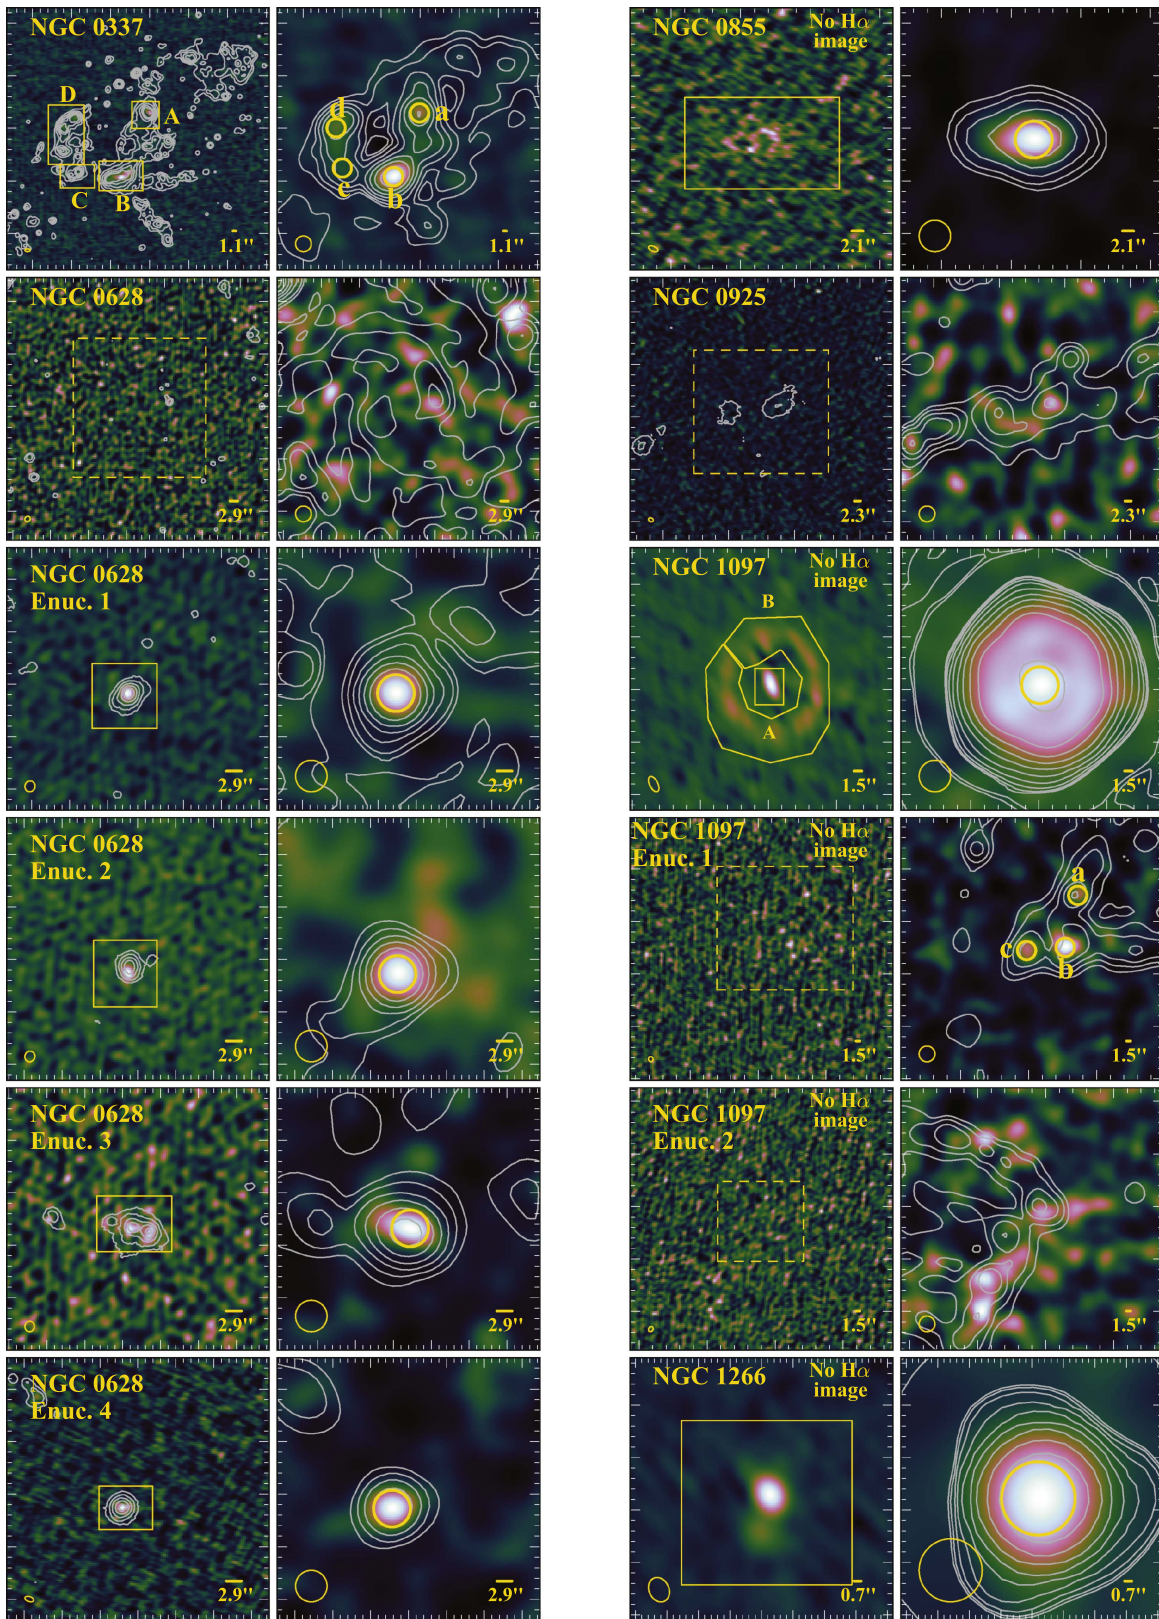 NGC 0337
D
A
C
B
1.1''
d
a
c
b
1.1''
NGC 0855
No Hα
image
2.1''
2.1''
NGC 0628
2.9''
2.9''
NGC 0925
2.3''
2.3''
NGC 0628
Enuc. 1
2.9''
2.9''
NGC 1097
No Hα
image
B
A
1.5''
1.5''
NGC 0628
Enuc. 2
2.9''
2.9''
NGC 1097
Enuc. 1
No Hα
image
1.5''
a
c
b
1.5''
NGC 0628
Enuc. 3
2.9''
2.9''
NGC 1097
Enuc. 2
No Hα
image
1.5''
1.5''
NGC 0628
Enuc. 4
2.9''
2.9''
NGC 1266
No Hα
image
0.7''
0.7''